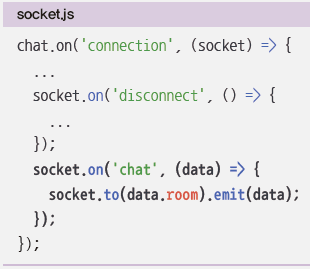 socket.js
chat.on('connection', (socket) => {
  ...
  socket.on('disconnect', () => {
    ...
  });
  socket.on('chat', (data) => {
    socket.to(data.room).emit(data);
  });
});